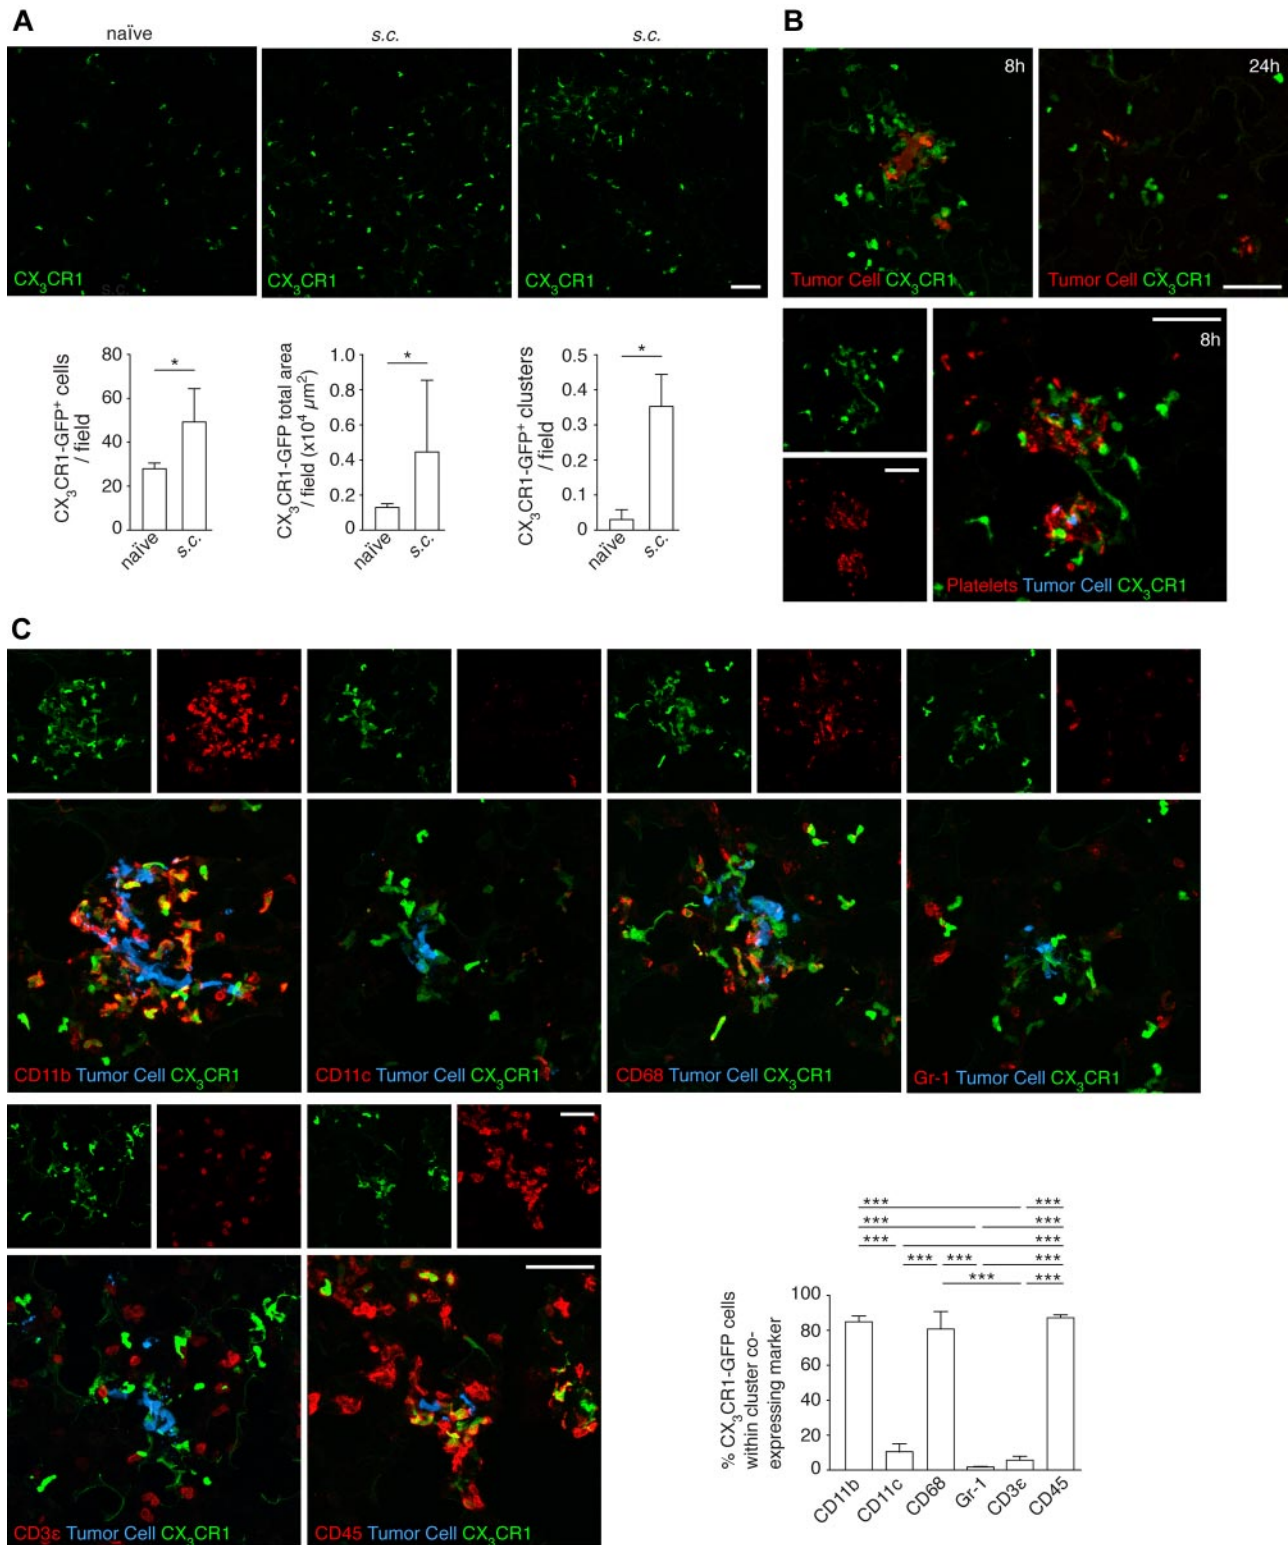 A
naïve
s.c.
s.c.
CX₃CR1
s.c.
CX₃CR1
CX₃CR1
CX₃CR1-GFP⁺ cells
/ field
80
60
40
20
0
naïve
s.c.
*
CX₃CR1-GFP total area
/ field (x10⁴ µm²)
1.0
0.8
0.6
0.4
0.2
0
naïve
s.c.
*
CX₃CR1-GFP⁺ clusters
/ field
0.5
0.4
0.3
0.2
0.1
0
naïve
s.c.
*
B
8h
24h
Tumor Cell CX₃CR1
Tumor Cell CX₃CR1
8h
Platelets Tumor Cell CX₃CR1
C
CD11b Tumor Cell CX₃CR1
CD11c Tumor Cell CX₃CR1
CD68 Tumor Cell CX₃CR1
Gr-1 Tumor Cell CX₃CR1
CD3ε Tumor Cell CX₃CR1
CD45 Tumor Cell CX₃CR1
*** ***
*** ***
*** ***
*** *** ***
*** ***
% CX₃CR1-GFP cells
within cluster co-
expressing marker
100
80
60
40
20
0
CD11b
CD11c
CD68
Gr-1
CD3ε
CD45